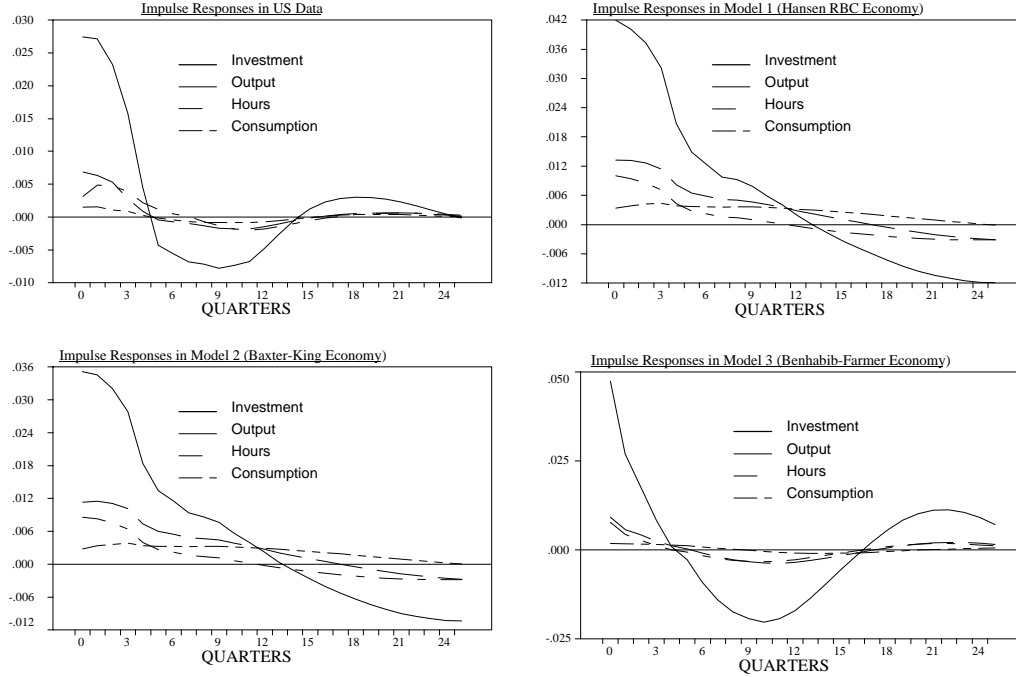 Impulse Responses in US Data
.030
.025
.020
.015
.010
.005
.000
-.005
-.010
Investment
Output
Hours
Consumption
0 3 6 9 12 15 18 21 24
QUARTERS
Impulse Responses in Model 1 (Hansen RBC Economy)
.042
.036
.030
.024
.018
.012
.006
.000
-.006
-.012
Investment
Output
Hours
Consumption
0 3 6 9 12 15 18 21 24
QUARTERS
Impulse Responses in Model 2 (Baxter-King Economy)
.036
.030
.024
.018
.012
.006
.000
-.006
-.012
Investment
Output
Hours
Consumption
0 3 6 9 12 15 18 21 24
QUARTERS
Impulse Responses in Model 3 (Benhabib-Farmer Economy)
.050
.025
.000
-.025
Investment
Output
Hours
Consumption
0 3 6 9 12 15 18 21 24
QUARTERS